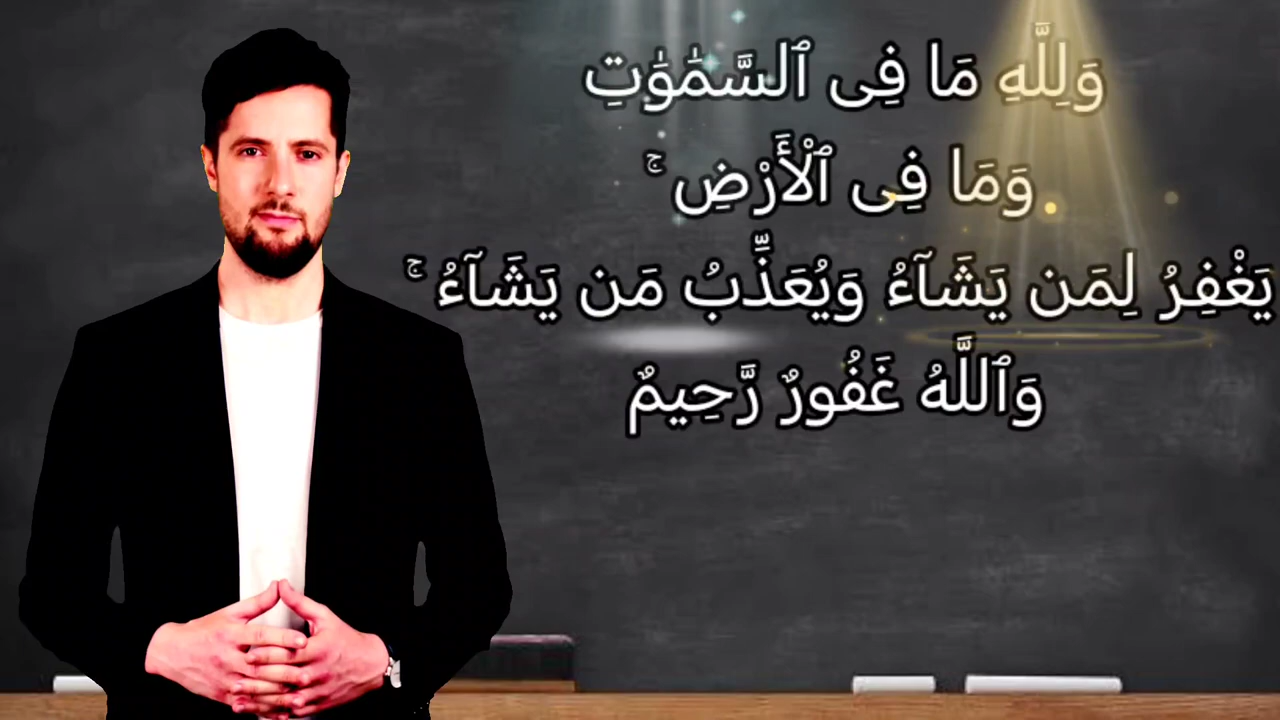 وَلِلَّهِ مَا فِى ٱلسَّمَٰوَٰتِ
وَمَا فِى ٱلْأَرْضِ ۚ
يَغْفِرُ لِمَن يَشَآءُ وَيُعَذِّبُ مَن يَشَآءُ ۚ
وَٱللَّهُ غَفُورٌ رَّحِيمٌ